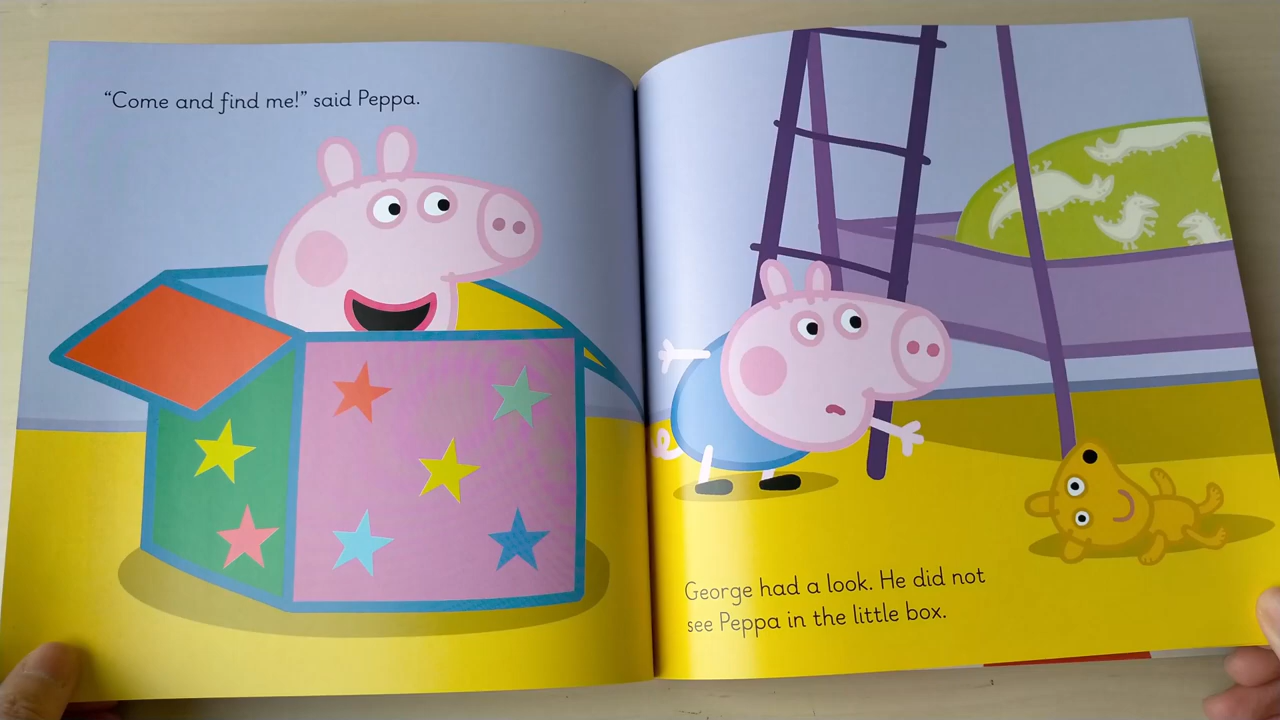 “Come and find me!” said Peppa.
George had a look. He did not
see Peppa in the little box.